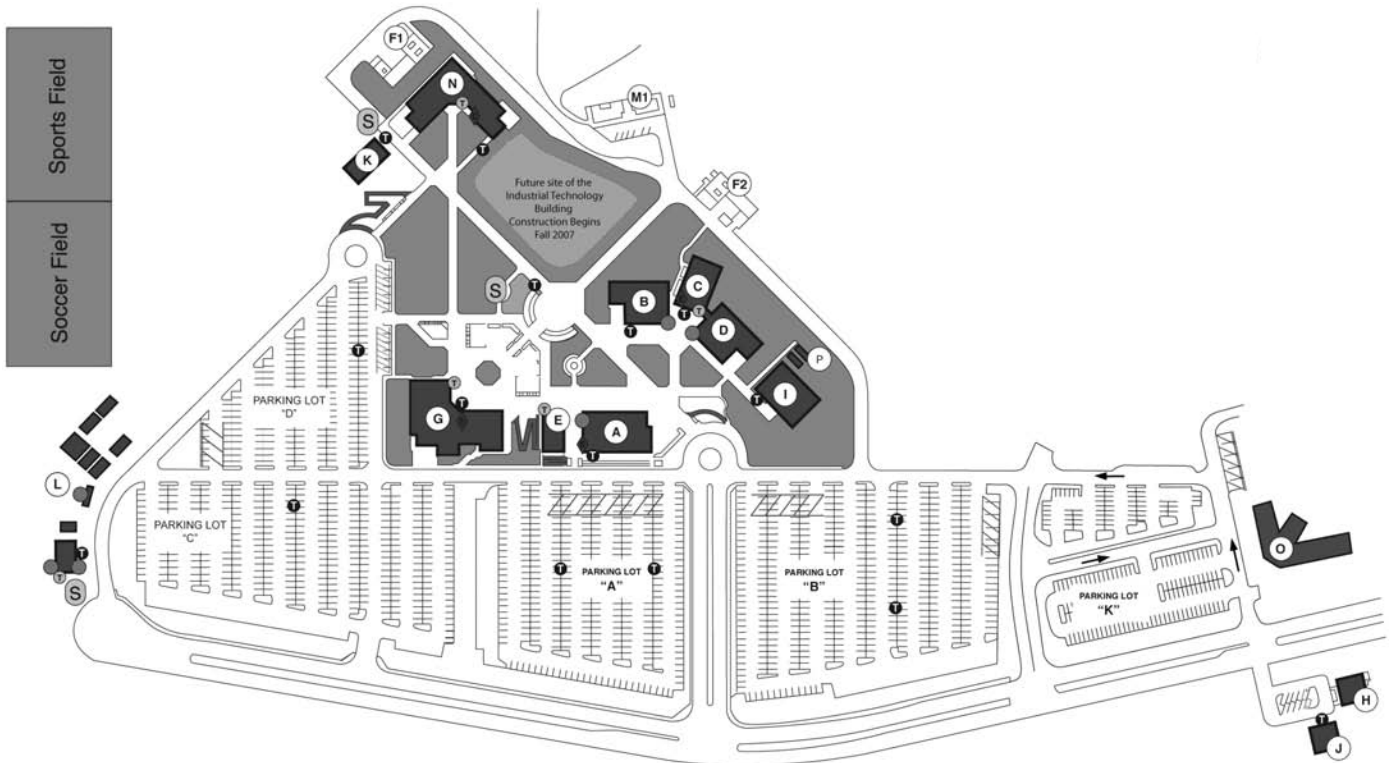 Sports Field
Soccer Field
F1
N
T
S
T
K
T
M1
F2
Future site of the
Industrial Technology
Building
Construction Begins
Fall 2007
S
T
B
T
C
T
T
D
P
I
T
T
PARKING LOT
"D"
G
T
T
T
E
A
T
L
T
PARKING LOT
"C"
T
T
S
T
PARKING LOT
"A"
T
T
PARKING LOT
"B"
T
PARKING LOT
"K"
O
H
T
J